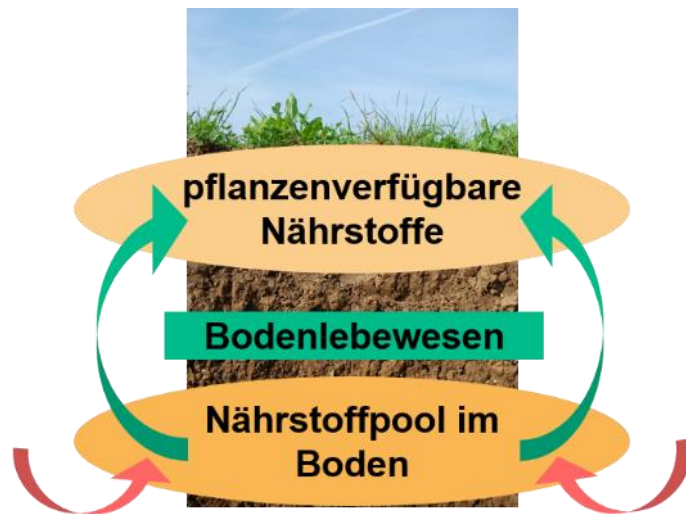 pflanzenverfügbare
Nährstoffe
Bodenlebewesen
Nährstoffpool im
Boden